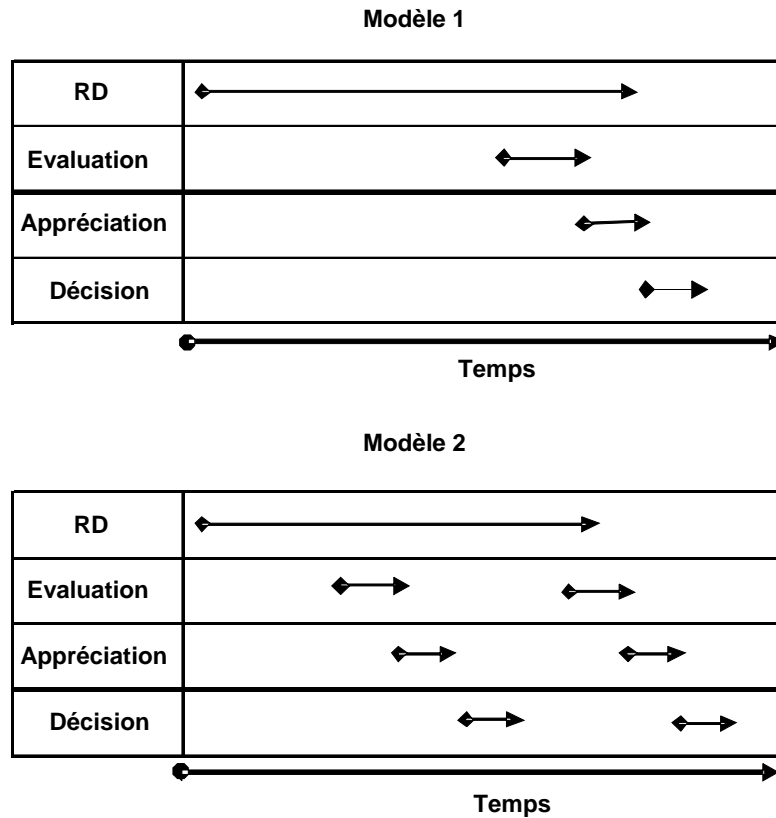 Modèle 1
RD
Evaluation
Appréciation
Décision
Temps
Modèle 2
RD
Evaluation
Appréciation
Décision
Temps